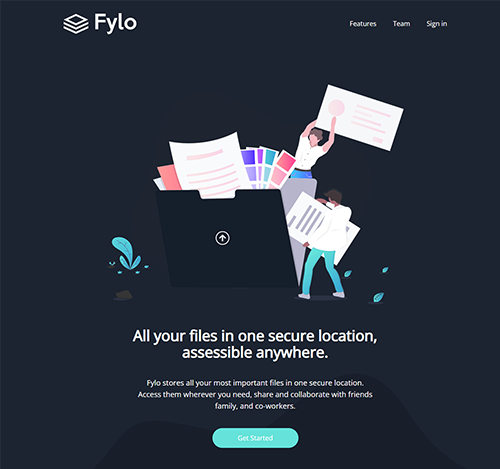 Fylo
Features Team Sign in
All your files in one secure location,
assessible anywhere.
Fylo stores all your most important files in one secure location.
Access them wherever you need, share and collaborate with friends
family, and co-workers.
Get Started